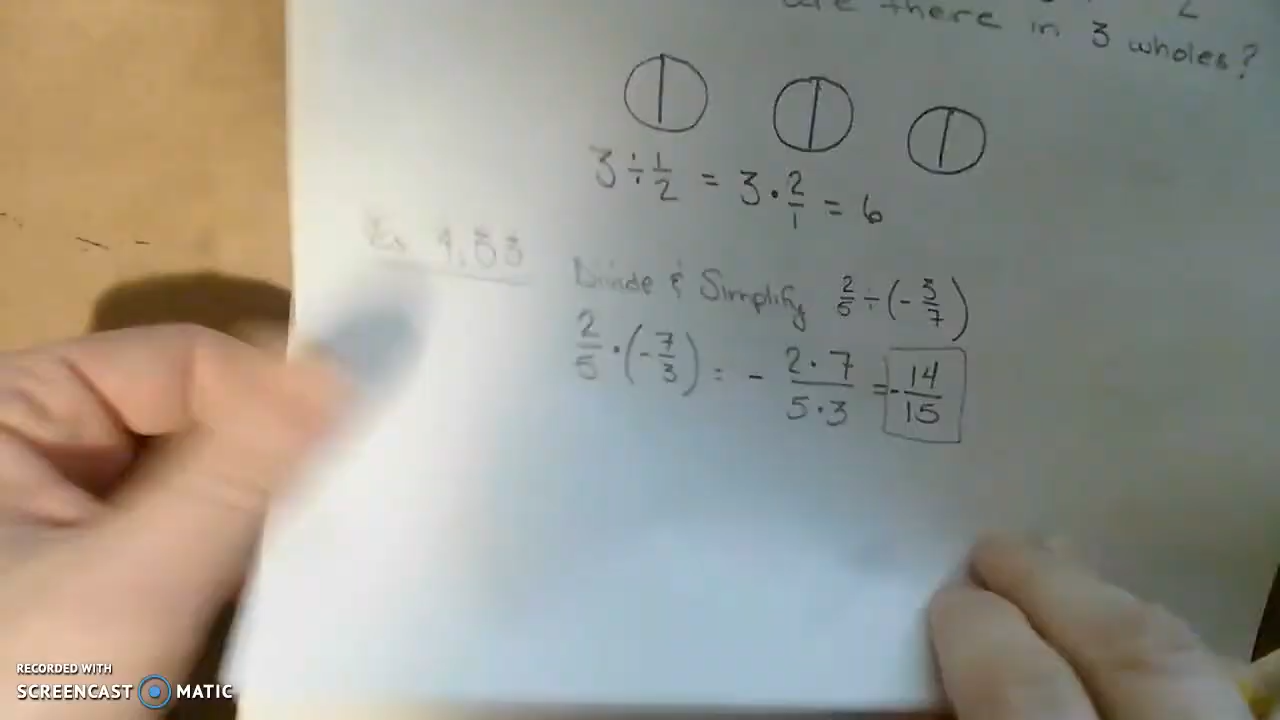 are there in 3 wholes?
3 ÷ 1/2 = 3 · 2/1 = 6
Ex 4.53
Divide & Simplify 2/5 ÷ (- 3/7)
2/5 · (- 7/3) = - 2·7/5·3 = - 14/15
RECORDED WITH
SCREENCAST MATIC